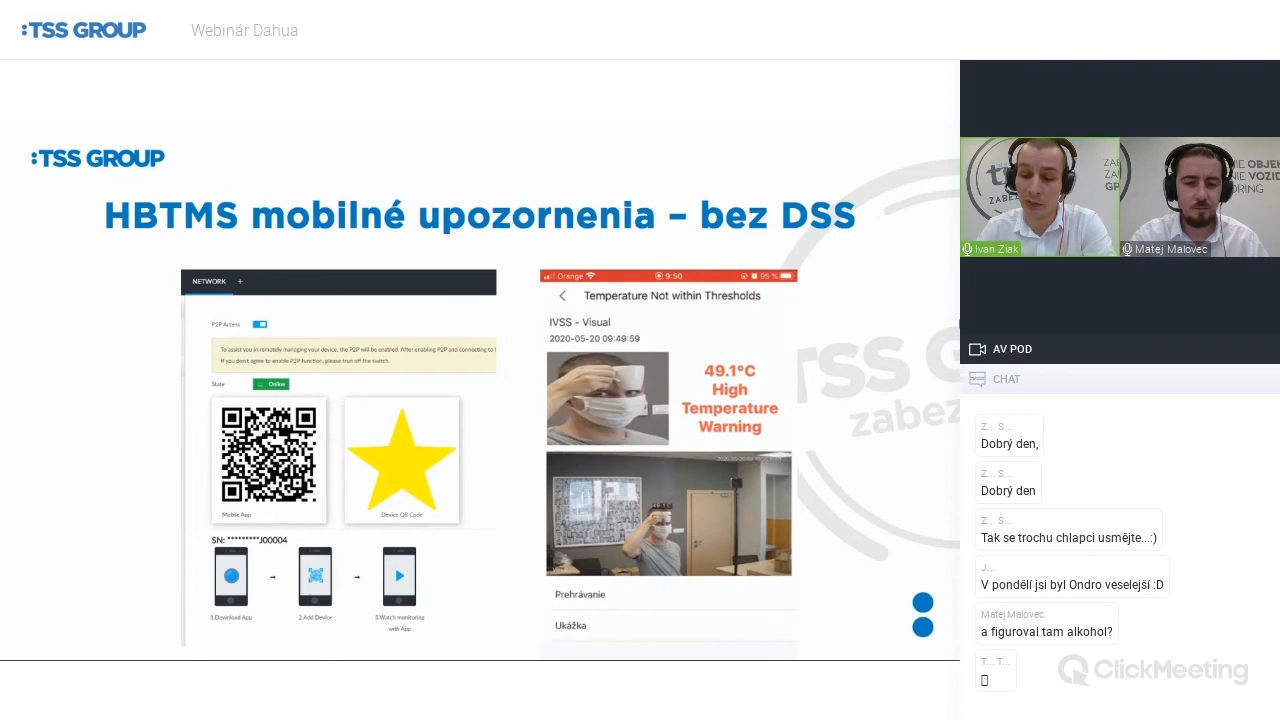 :TSS GROUP
Webinár Dahua
:TSS GROUP
HBTMS mobilné upozornenia – bez DSS
NETWORK +
P2P Access
To assist you in remotely managing your device, the P2P will be enabled. After enabling P2P and connecting to
If you don't agree to enable P2P function, please trun off the switch.
State
Online
Mobile App
Device QR Code
SN: ********J00004
1.Download App
2.Add Device
3.Watch monitoring
with App
Orange
9:50
95 %
Temperature Not within Thresholds
IVSS - Visual
2020-05-20 09:49:59
49.1°C
High
Temperature
Warning
Prehrávanie
Ukážka
TSS G
zabez
Ivan Ziak
Matej Malovec
AV POD
CHAT
Z... S...
Dobrý den,
Z... S...
Dobrý den
Z... S...
Tak se trochu chlapci usmějte...:)
J...
V pondělí jsi byl Ondro veselejší :D
Matej Malovec
a figuroval tam alkohol?
T... T...
ClickMeeting